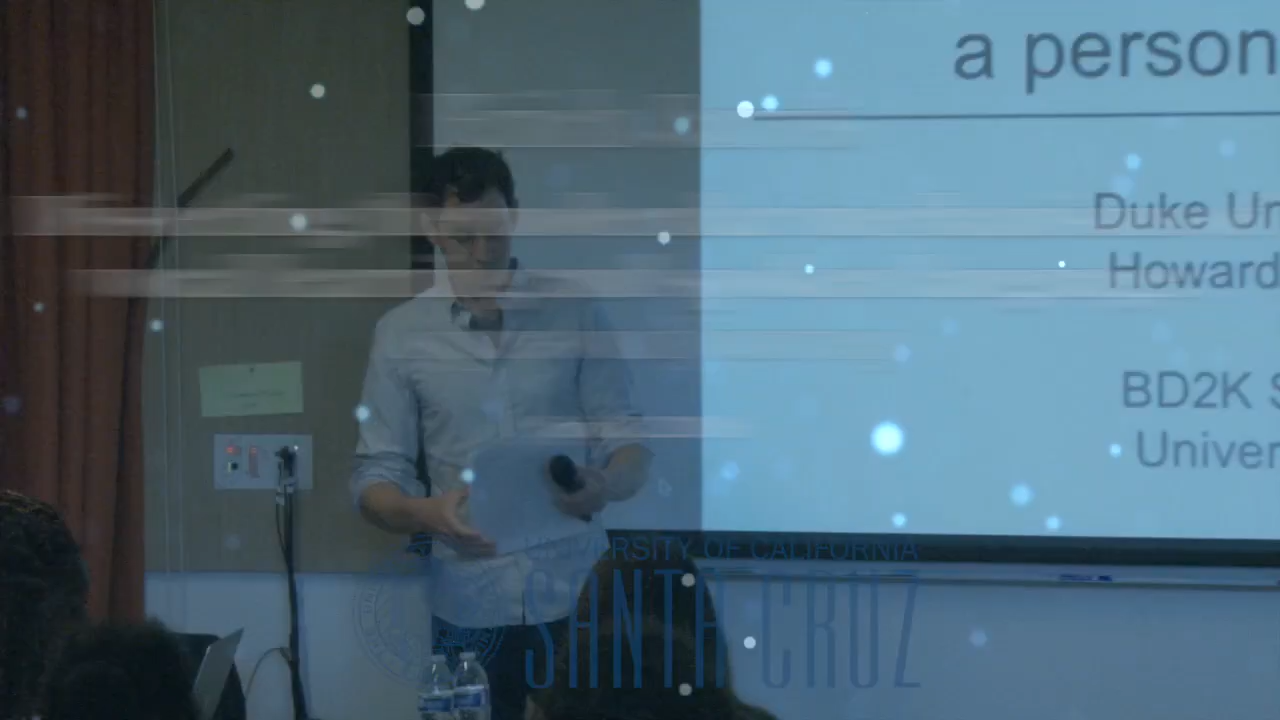 a person
Duke Un
Howard
BD2K S
Univer
UNIVERSITY OF CALIFORNIA
SANTA CRUZ